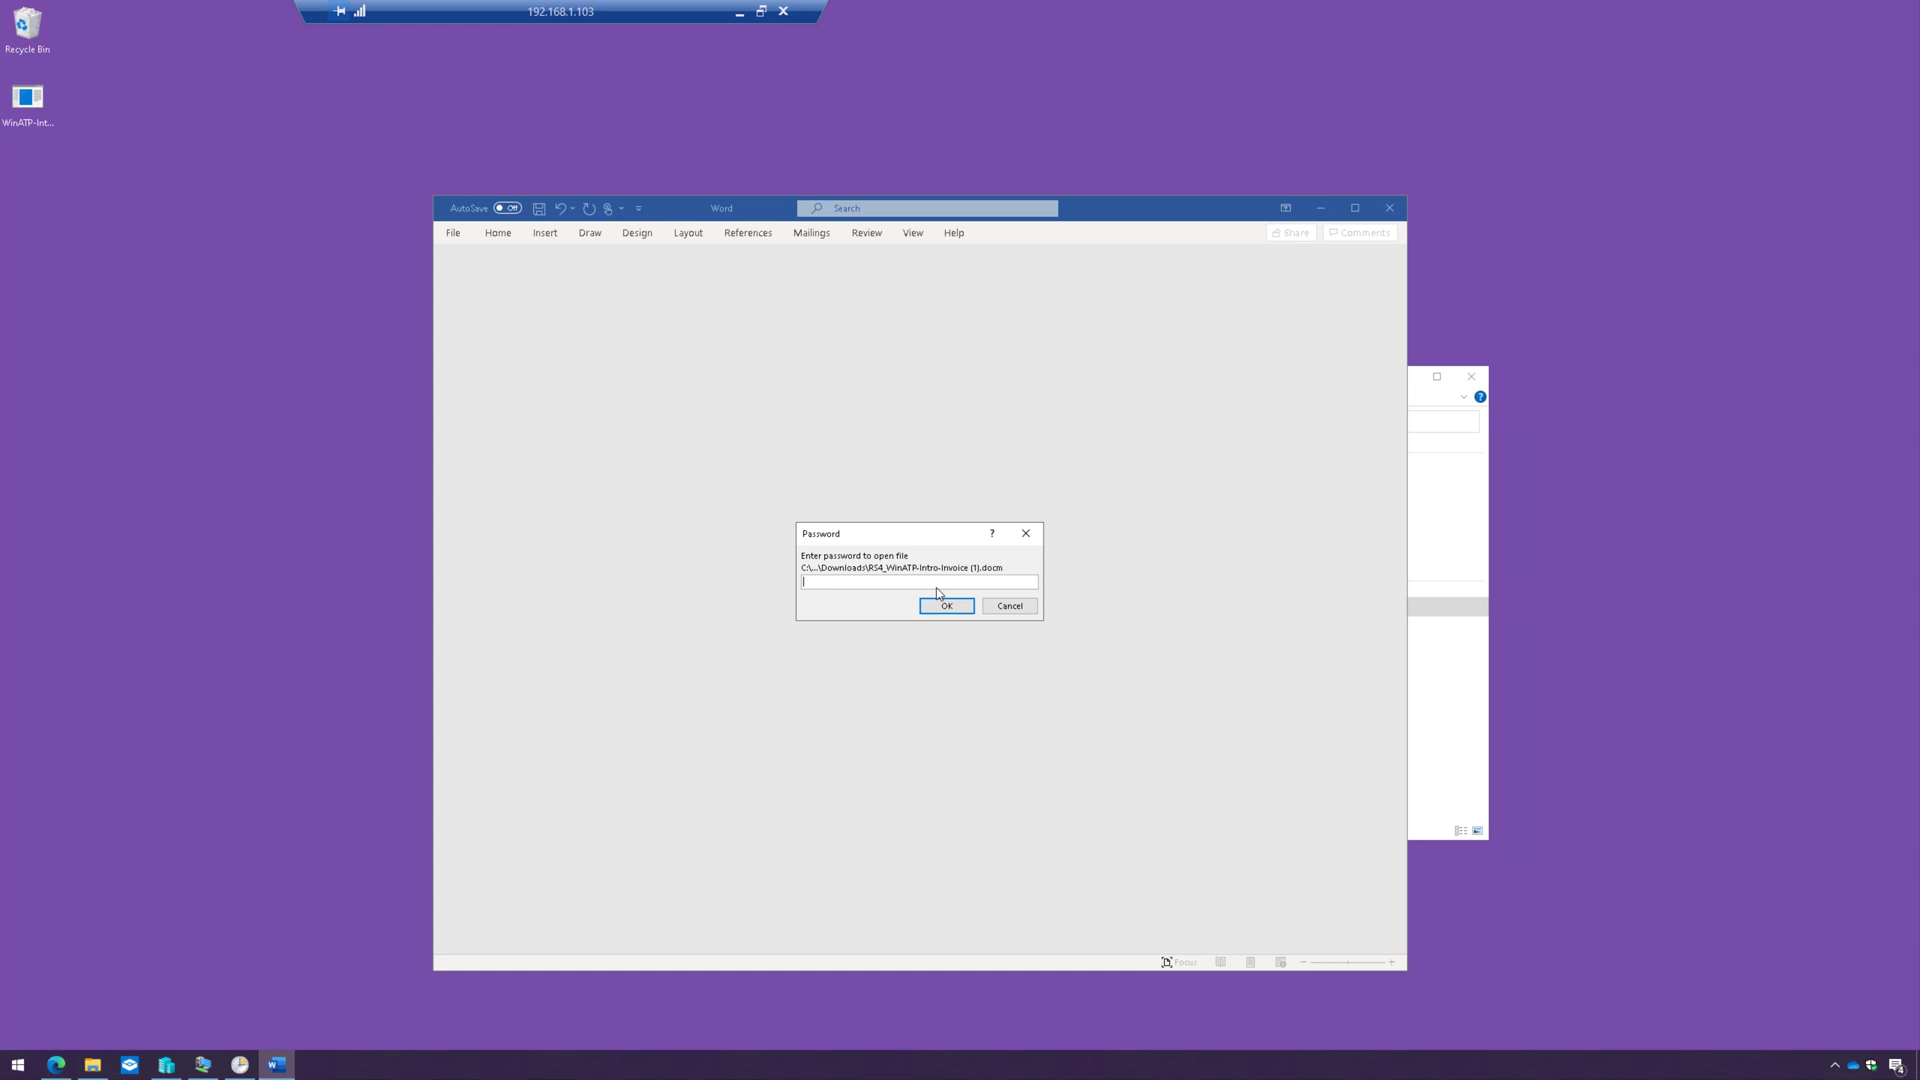 192.168.1.103
Recycle Bin
WinATP-Int...
AutoSave Off Word Search
File Home Insert Draw Design Layout References Mailings Review View Help Share Comments
?
Password ?
Enter password to open file
C:\,...\Downloads\RS4_WinATP-Intro-Invoice (1).docm
OK Cancel
Focus
4